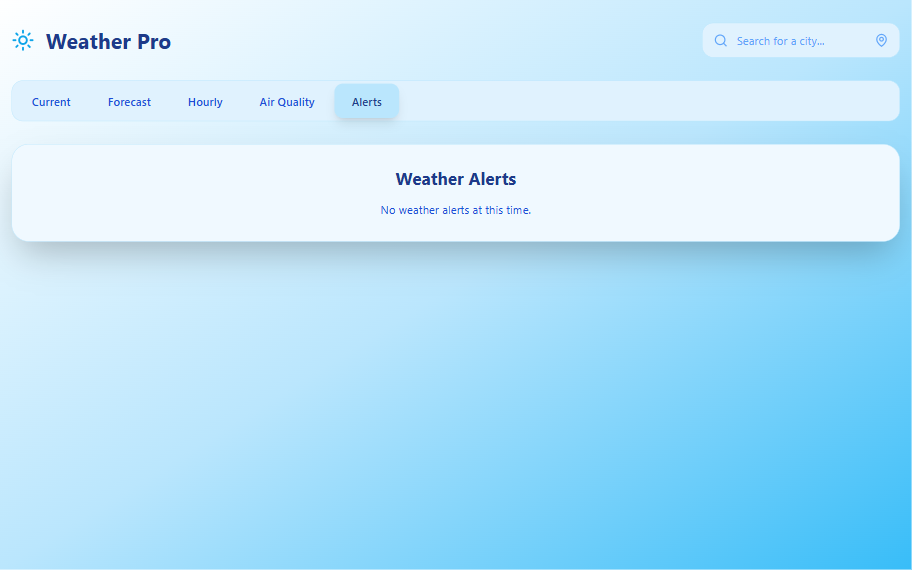 Weather Pro
Search for a city...
Current Forecast Hourly Air Quality Alerts
Weather Alerts
No weather alerts at this time.